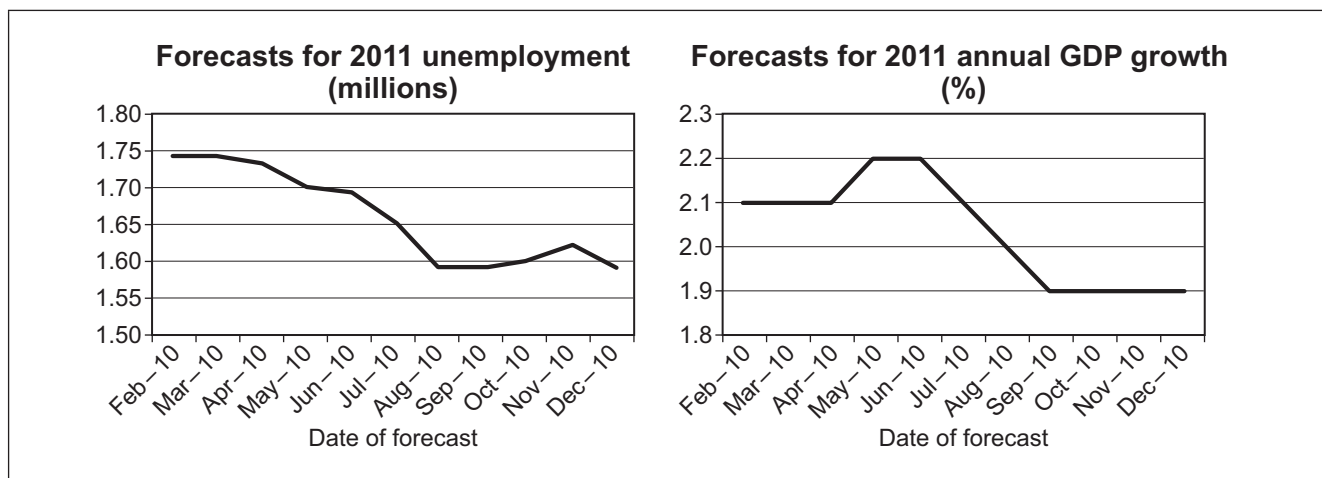 Forecasts for 2011 unemployment
(millions)
1.80
1.75
1.70
1.65
1.60
1.55
1.50
Feb–10
Mar–10
Apr–10
May–10
Jun–10
Jul–10
Aug–10
Sep–10
Oct–10
Nov–10
Dec–10
Date of forecast
Forecasts for 2011 annual GDP growth
(%)
2.3
2.2
2.1
2.0
1.9
1.8
Feb–10
Mar–10
Apr–10
May–10
Jun–10
Jul–10
Aug–10
Sep–10
Oct–10
Nov–10
Dec–10
Date of forecast